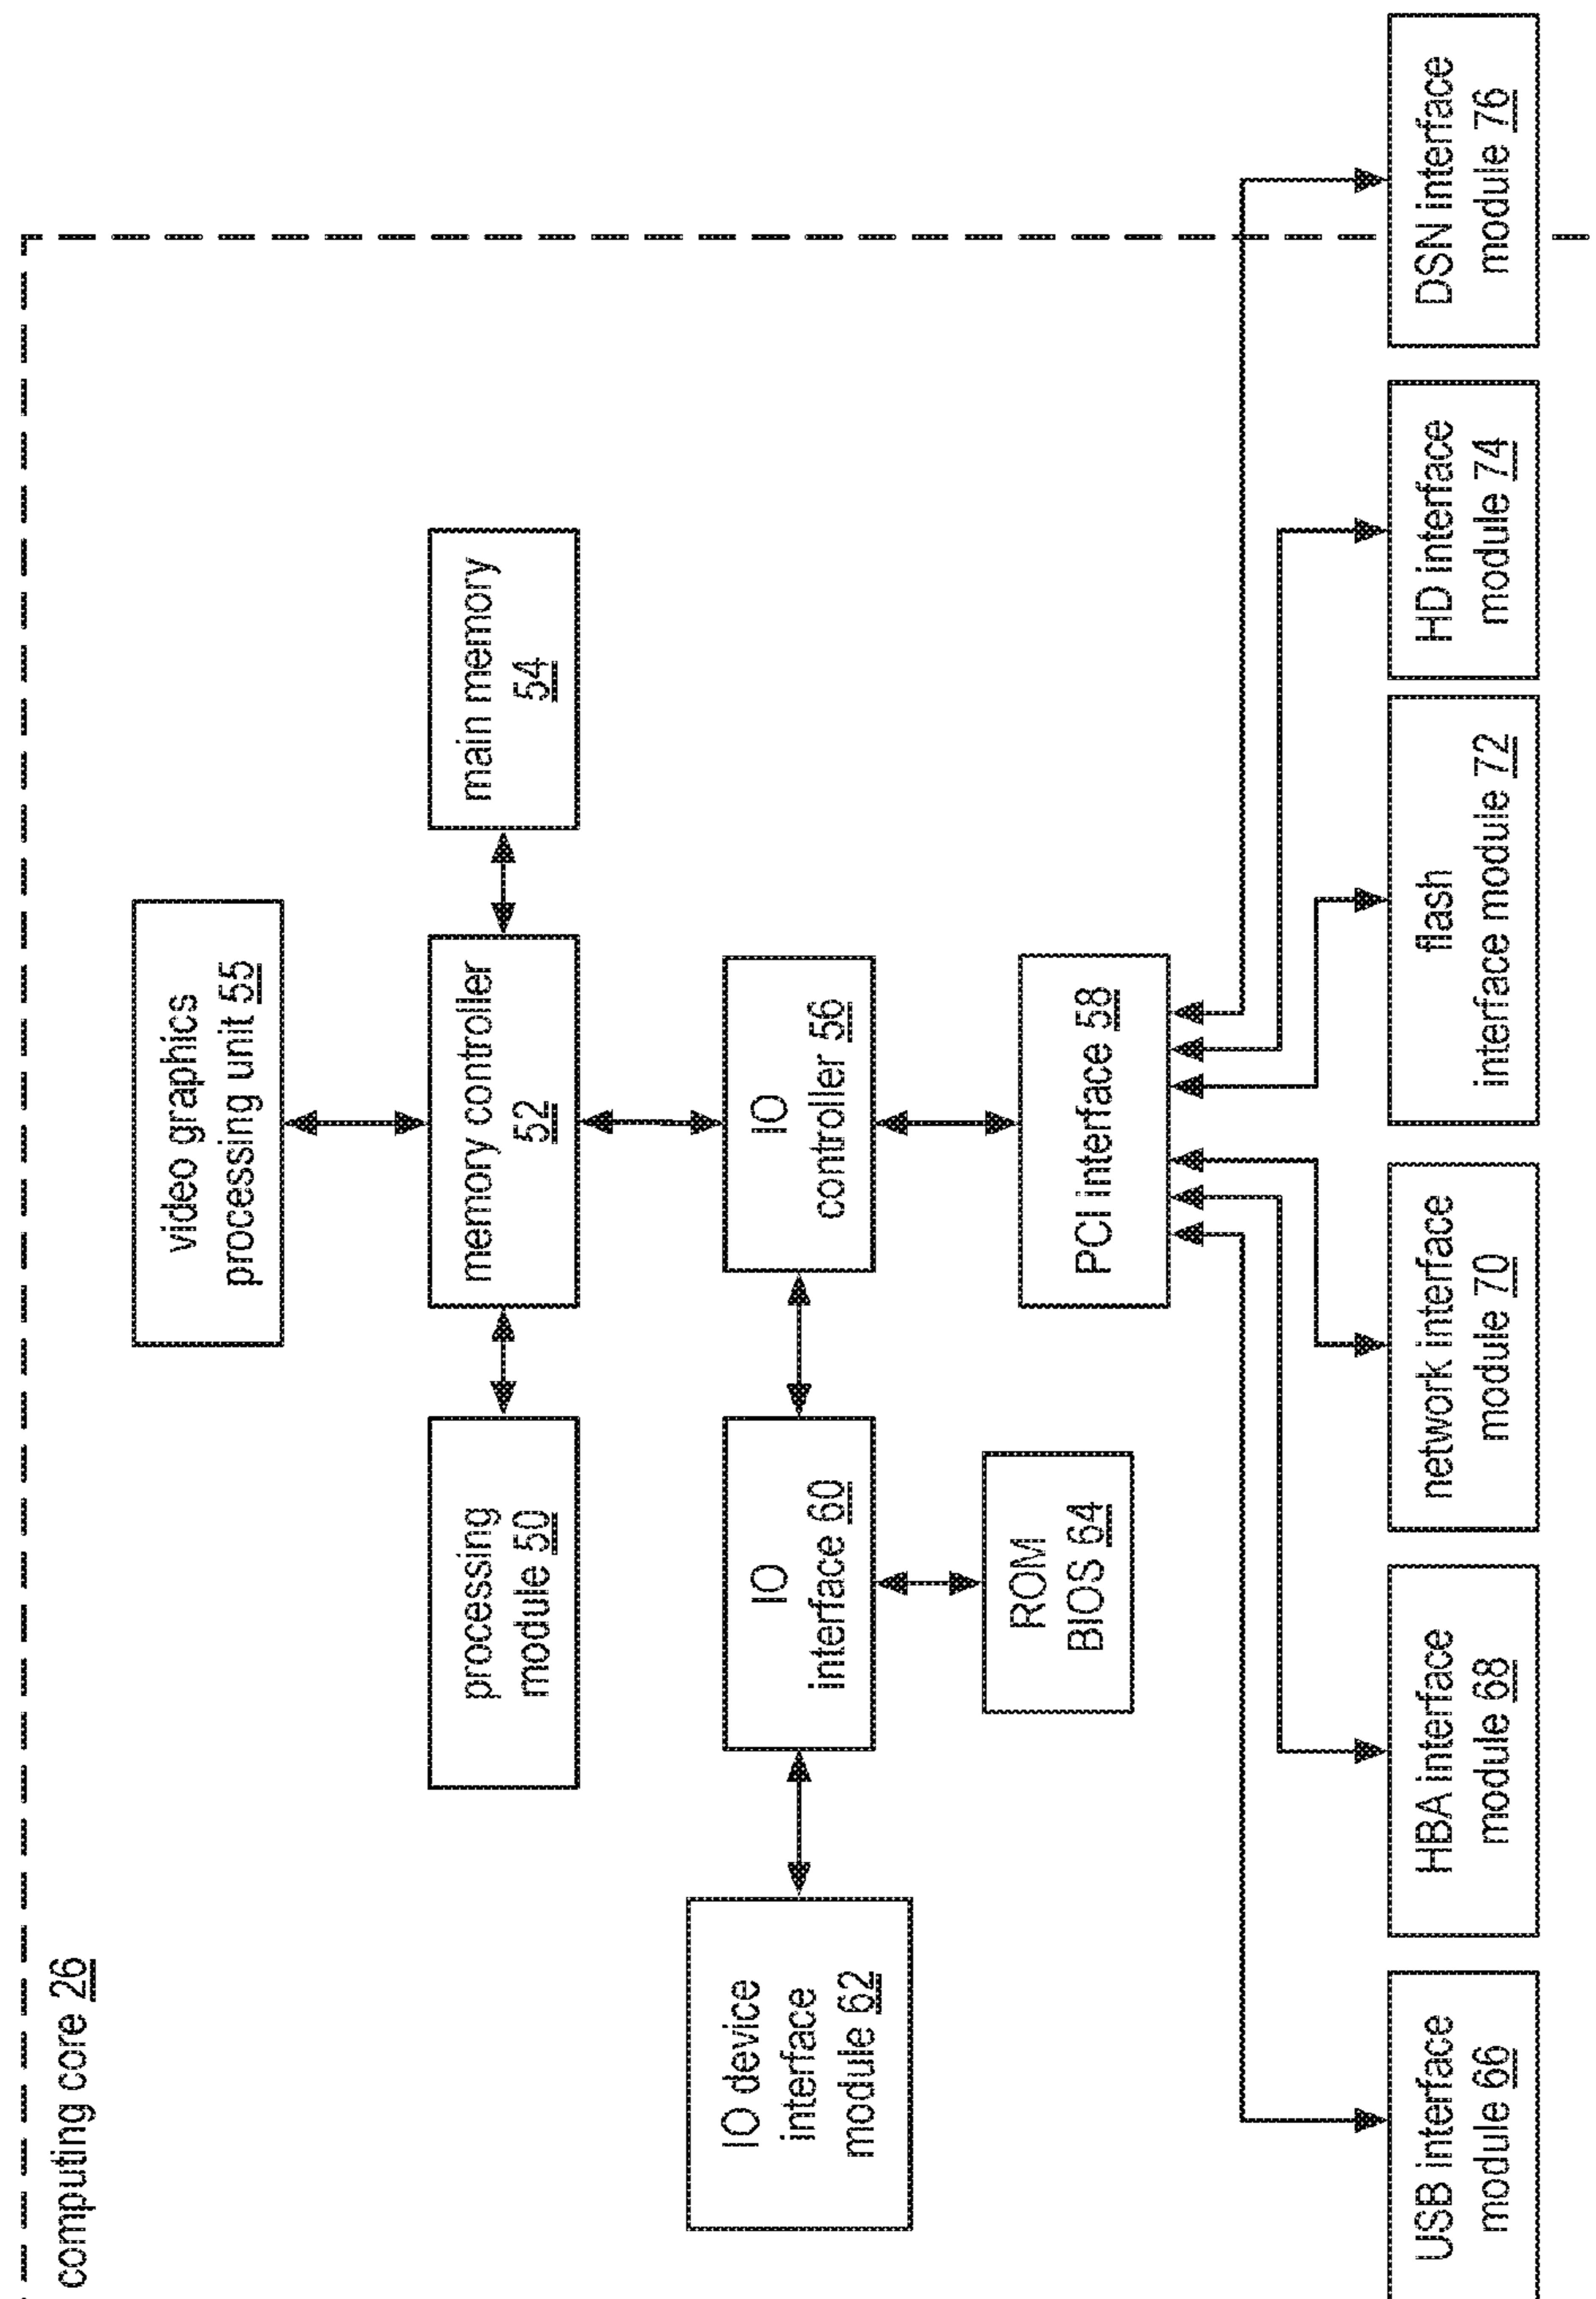 computing core 26
video graphics
processing unit 55
processing
module 50
memory controller
52
main memory
54
IO device
interface
module 62
IO
interface 60
IO
controller 56
ROM
BIOS 64
PCI interface 58
USB interface
module 66
HBA interface
module 68
network interface
module 70
flash
interface module 72
HD interface
module 74
DSN interface
module 76